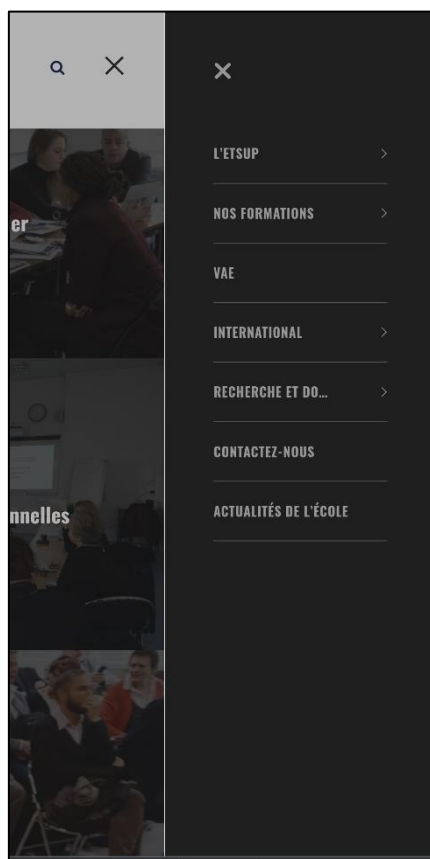 L'ETSUP
NOS FORMATIONS
VAE
INTERNATIONAL
RECHERCHE ET DO...
CONTACTEZ-NOUS
ACTUALITÉS DE L'ÉCOLE
er
nnelles